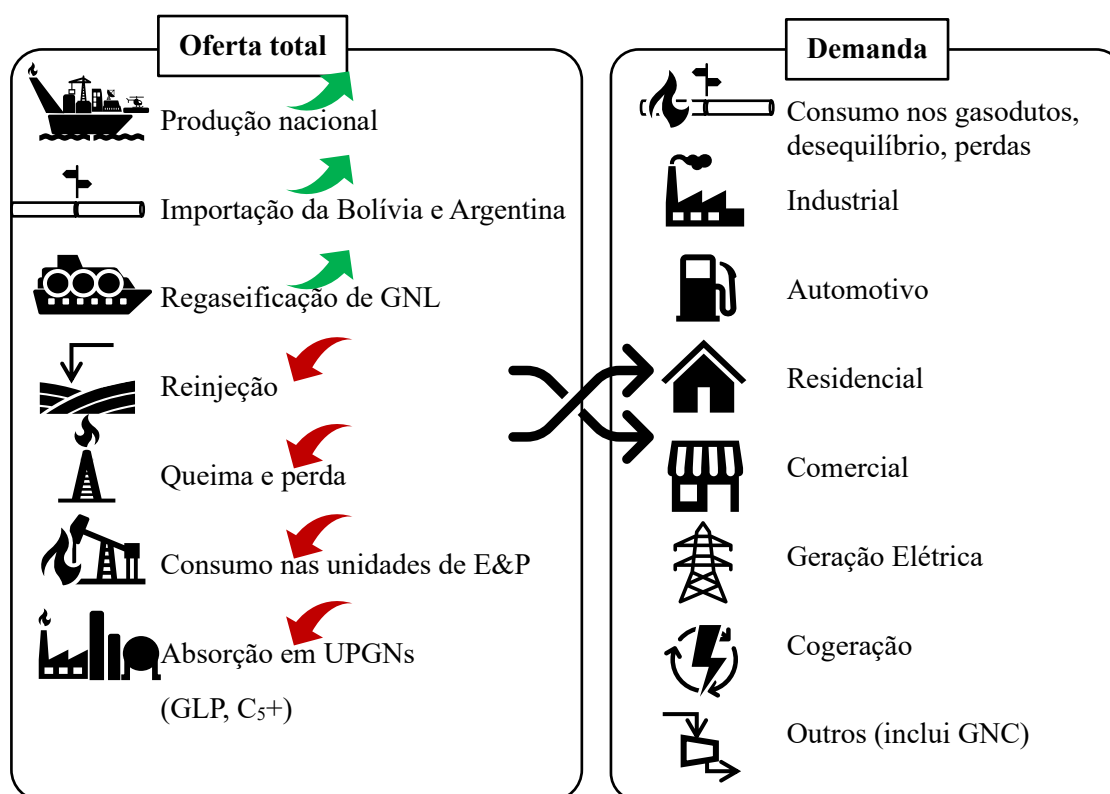 Oferta total
Produção nacional
Importação da Bolívia e Argentina
Regaseificação de GNL
Reinjeção
Queima e perda
Consumo nas unidades de E&P
Absorção em UPGNs
(GLP, C₅+)
Demanda
Consumo nos gasodutos,
desequilíbrio, perdas
Industrial
Automotivo
Residencial
Comercial
Geração Elétrica
Cogeração
Outros (inclui GNC)